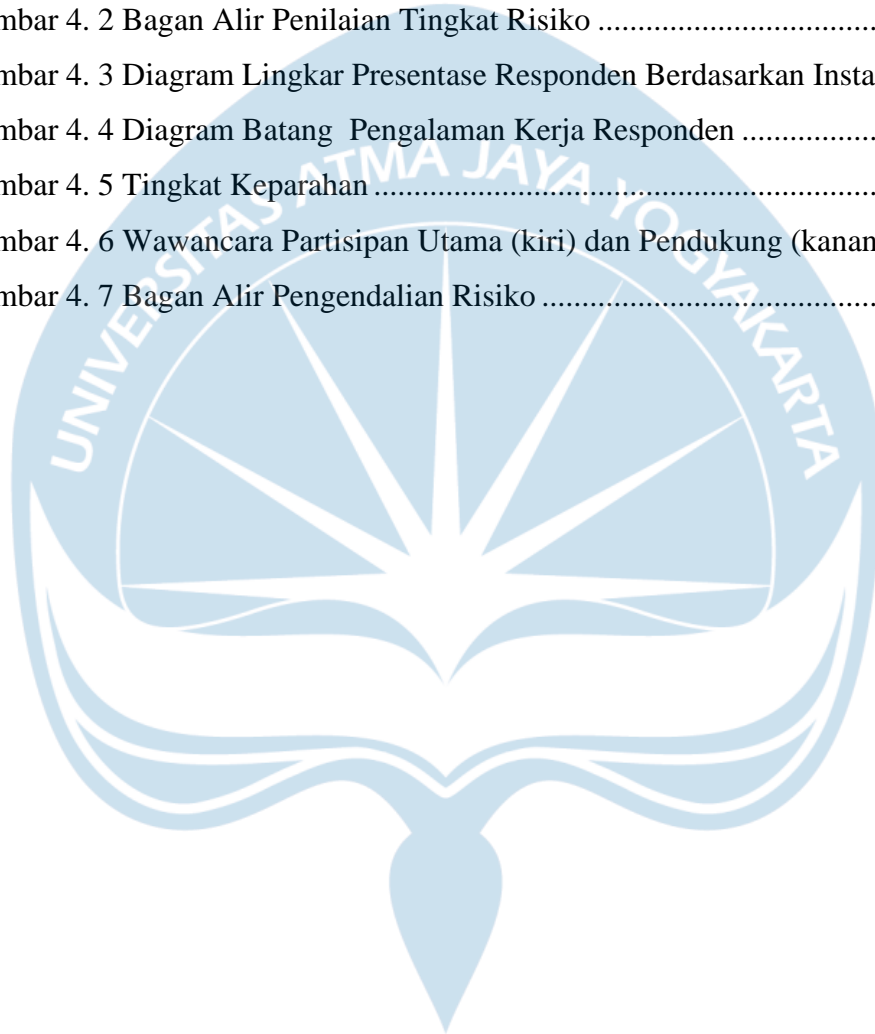 mbar 4. 2 Bagan Alir Penilaian Tingkat Risiko ....................................
mbar 4. 3 Diagram Lingkar Presentase Responden Berdasarkan Insta
mbar 4. 4 Diagram Batang  Pengalaman Kerja Responden .................
mbar 4. 5 Tingkat Keparahan .................................................................
mbar 4. 6 Wawancara Partisipan Utama (kiri) dan Pendukung (kanan
mbar 4. 7 Bagan Alir Pengendalian Risiko ...........................................
UNIVERSITAS ATMA JAYA YOGYAKARTA